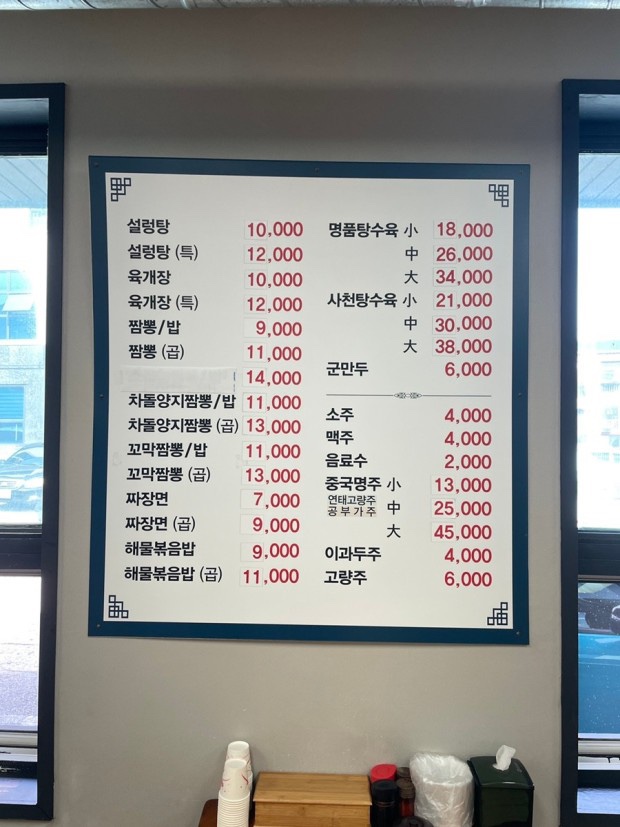 설렁탕 10,000
설렁탕 (특) 12,000
육개장 10,000
육개장 (특) 12,000
짬뽕/밥 9,000
짬뽕 (곱) 11,000
14,000
차돌양지짬뽕/밥 11,000
차돌양지짬뽕 (곱) 13,000
꼬막짬뽕/밥 11,000
꼬막짬뽕 (곱) 13,000
짜장면 7,000
짜장면 (곱) 9,000
해물볶음밥 9,000
해물볶음밥 (곱) 11,000
명품탕수육 小 18,000
中 26,000
大 34,000
사천탕수육 小 21,000
中 30,000
大 38,000
군만두 6,000
소주 4,000
맥주 4,000
음료수 2,000
중국명주 小 13,000
연태고량주
공부가주 中 25,000
大 45,000
이과두주 4,000
고량주 6,000